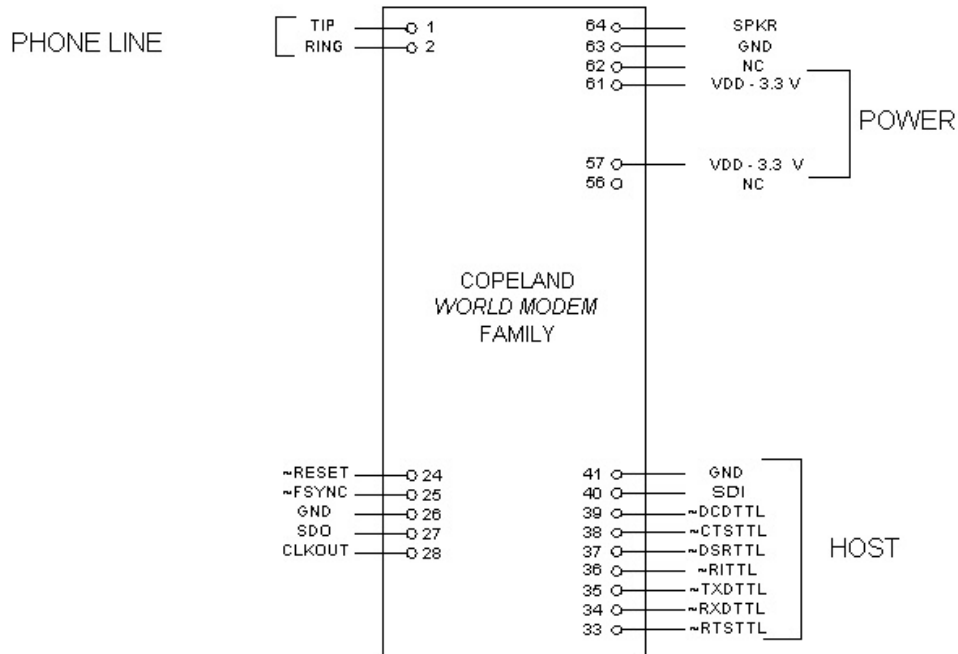 PHONE LINE
TIP 1
RING 2
64 SPKR
63 GND
62 NC
61 VDD - 3.3 V
POWER
57 VDD - 3.3 V
56 NC
COPELAND
WORLD MODEM
FAMILY
~RESET 24
~FSYNC 25
GND 26
SDO 27
CLKOUT 28
41 GND
40 SDI
39 ~DCDTTL
38 ~CTSTTL
37 ~DSRTTL
36 ~RITTL
35 ~TXDTTL
34 ~RXDTTL
33 ~RTSTTL
HOST